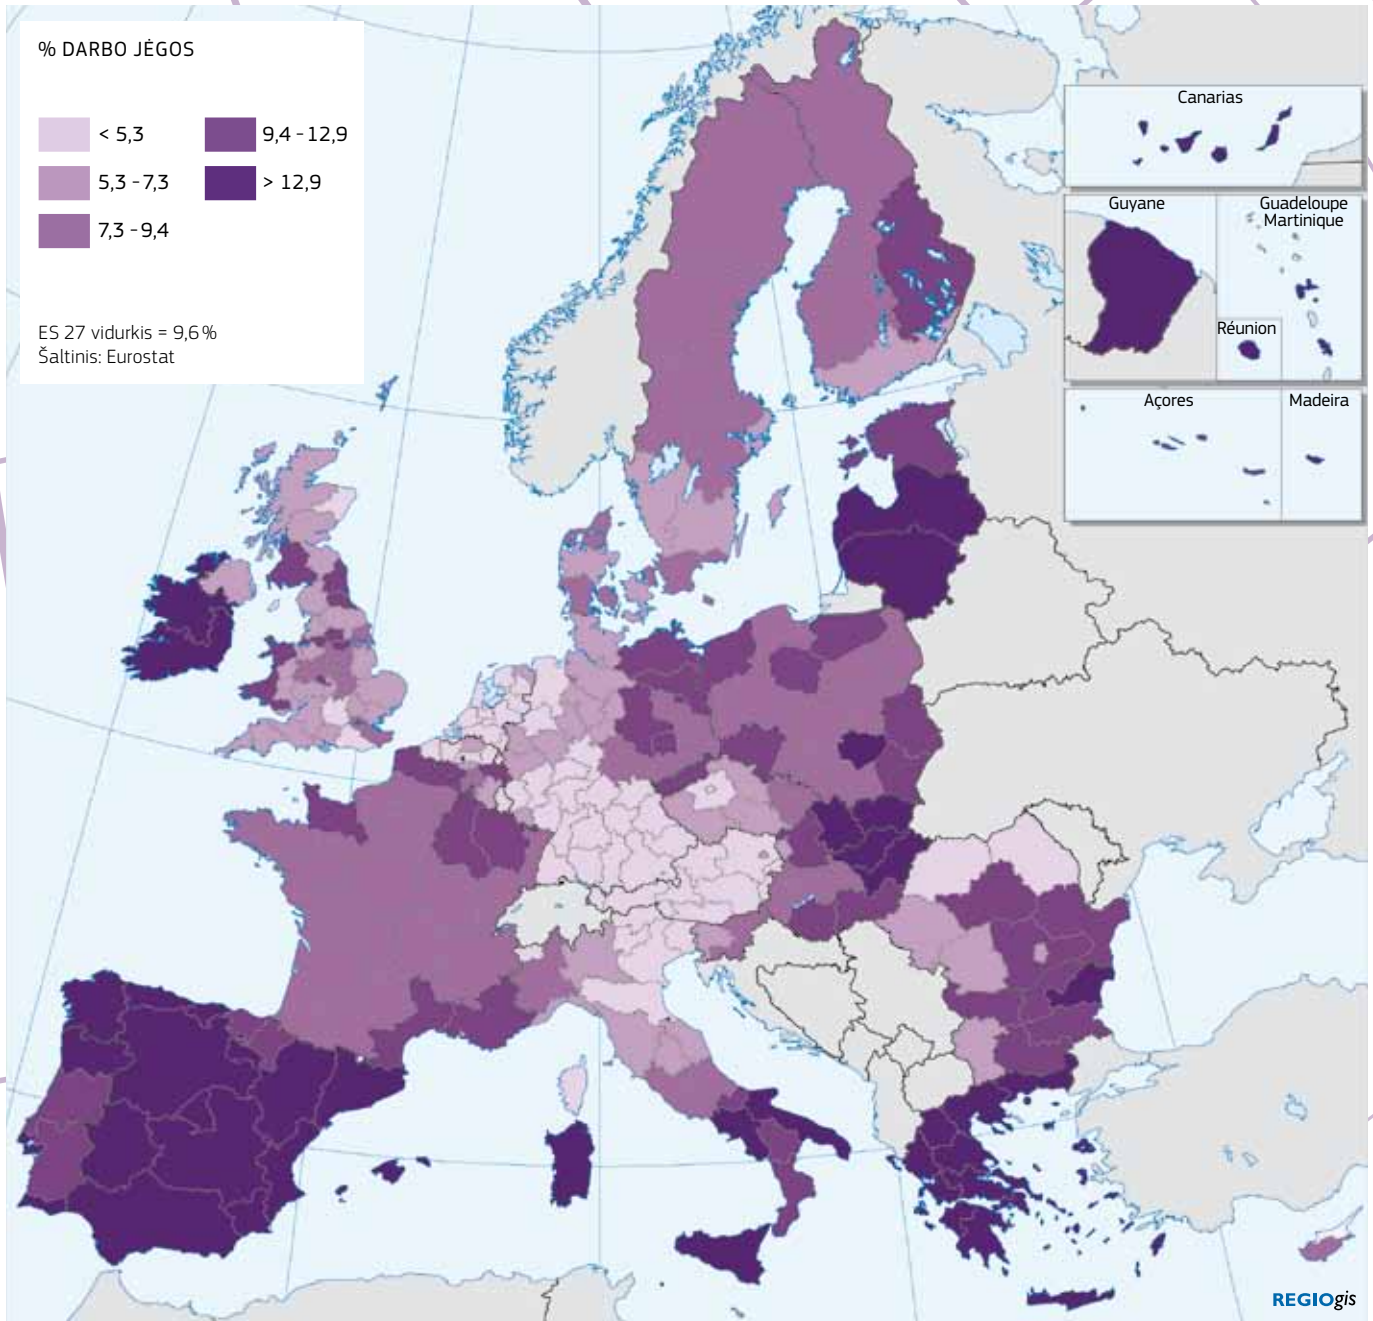 % DARBO JĖGOS
< 5,3
5,3 - 7,3
7,3 - 9,4
9,4 - 12,9
> 12,9
ES 27 vidurkis = 9,6 %
Šaltinis: Eurostat
Canarias
Guyane
Guadeloupe
Martinique
Réunion
Açores
Madeira
REGIOgis